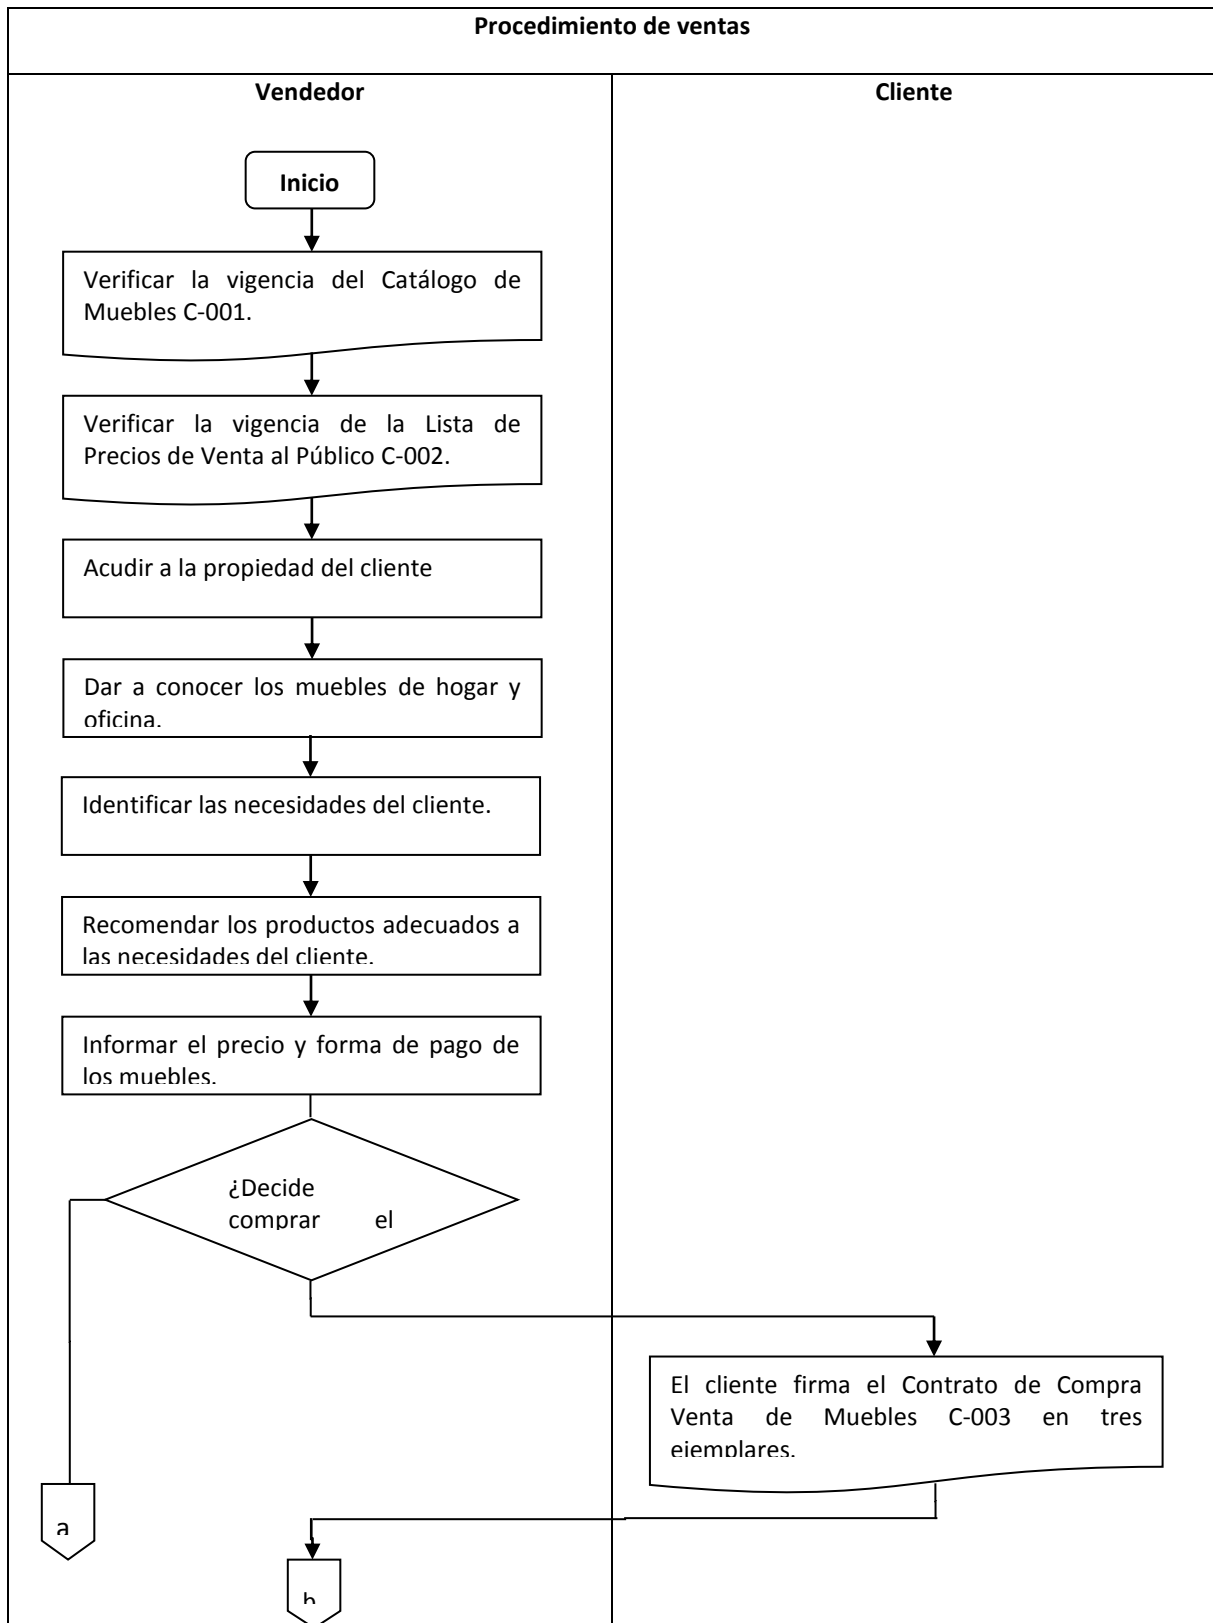 Procedimiento de ventas
Vendedor
Cliente
Inicio
Verificar la vigencia del Catálogo de
Muebles C-001.
Verificar la vigencia de la Lista de
Precios de Venta al Público C-002.
Acudir a la propiedad del cliente
Dar a conocer los muebles de hogar y
oficina.
Identificar las necesidades del cliente.
Recomendar los productos adecuados a
las necesidades del cliente.
Informar el precio y forma de pago de
los muebles.
¿Decide
comprar el
El cliente firma el Contrato de Compra
Venta de Muebles C-003 en tres
ejemplares.
a
b